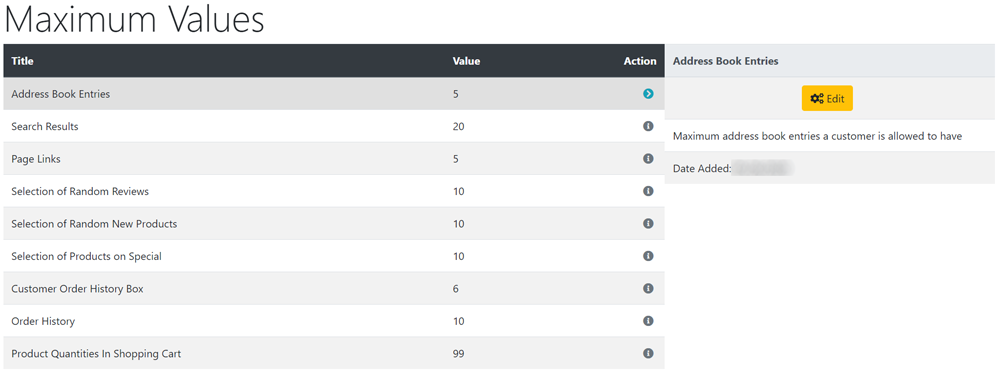 Maximum Values
Title Value Action
Address Book Entries 5
Search Results 20
Page Links 5
Selection of Random Reviews 10
Selection of Random New Products 10
Selection of Products on Special 10
Customer Order History Box 6
Order History 10
Product Quantities In Shopping Cart 99
Address Book Entries
Edit
Maximum address book entries a customer is allowed to have
Date Added: